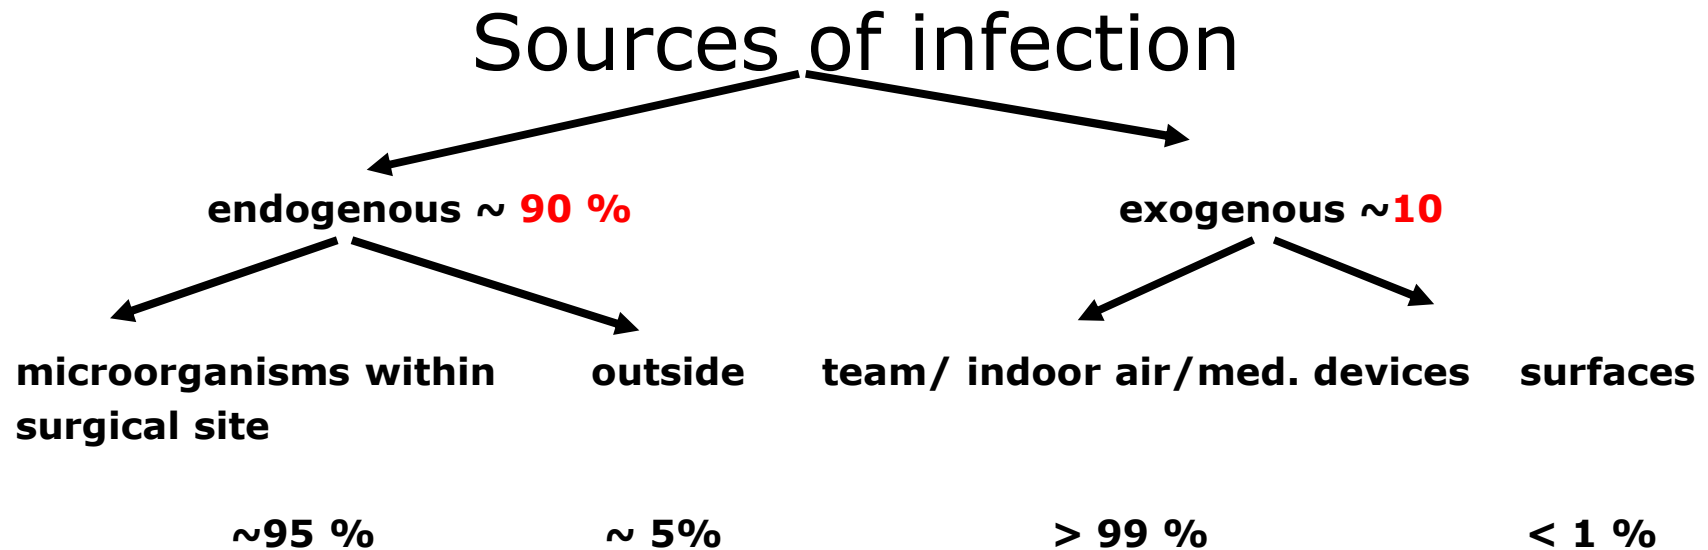 Sources of infection
endogenous ~ 90 %
exogenous ~10
microorganisms within
surgical site
outside
team/ indoor air/med. devices
surfaces
~95 %
~ 5%
> 99 %
< 1 %